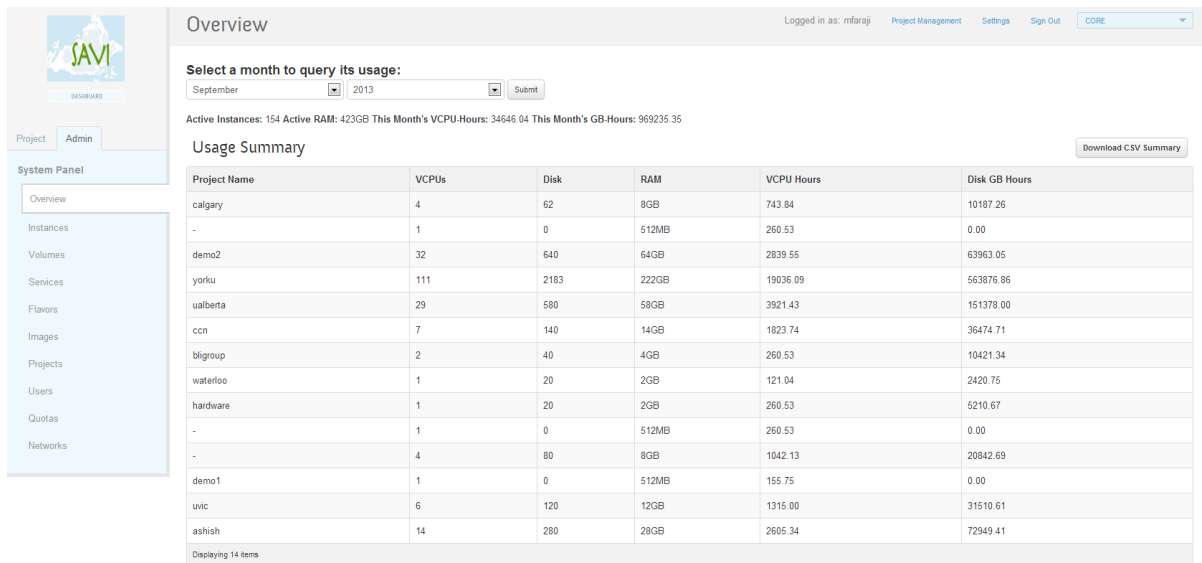 SAVI
DASHBOARD
Project Admin
System Panel
Overview
Instances
Volumes
Services
Flavors
Images
Projects
Users
Quotas
Networks
Overview
Logged in as: mfaraji Project Management Settings Sign Out CORE
Select a month to query its usage:
September 2013 Submit
Active Instances: 154 Active RAM: 423GB This Month's VCPU-Hours: 34646.04 This Month's GB-Hours: 969235.35
Usage Summary
Download CSV Summary
Project Name VCPUs Disk RAM VCPU Hours Disk GB Hours
calgary 4 62 8GB 743.84 10187.26
- 1 0 512MB 260.53 0.00
demo2 32 640 64GB 2839.55 63963.05
yorku 111 2183 222GB 19036.09 563876.86
ualberta 29 580 58GB 3921.43 151378.00
ccn 7 140 14GB 1823.74 36474.71
bligroup 2 40 4GB 260.53 10421.34
waterloo 1 20 2GB 121.04 2420.75
hardware 1 20 2GB 260.53 5210.67
- 1 0 512MB 260.53 0.00
- 4 80 8GB 1042.13 20842.69
demo1 1 0 512MB 155.75 0.00
uvic 6 120 12GB 1315.00 31510.61
ashish 14 280 28GB 2605.34 72949.41
Displaying 14 items